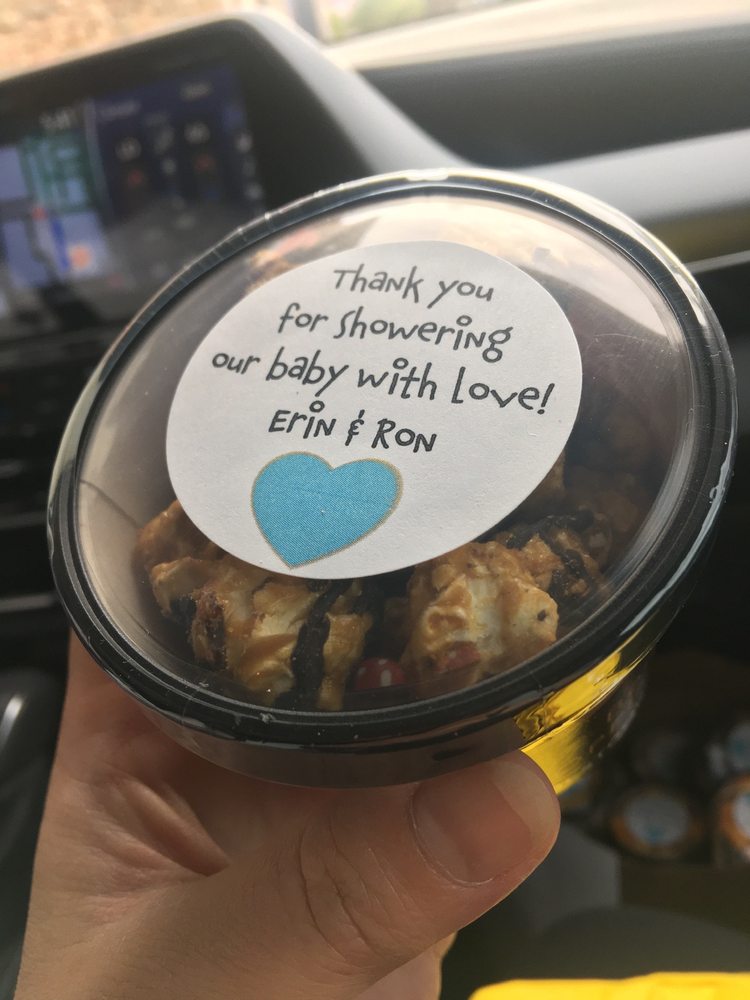 Thank you
for showering
our baby with love!
Erin & Ron